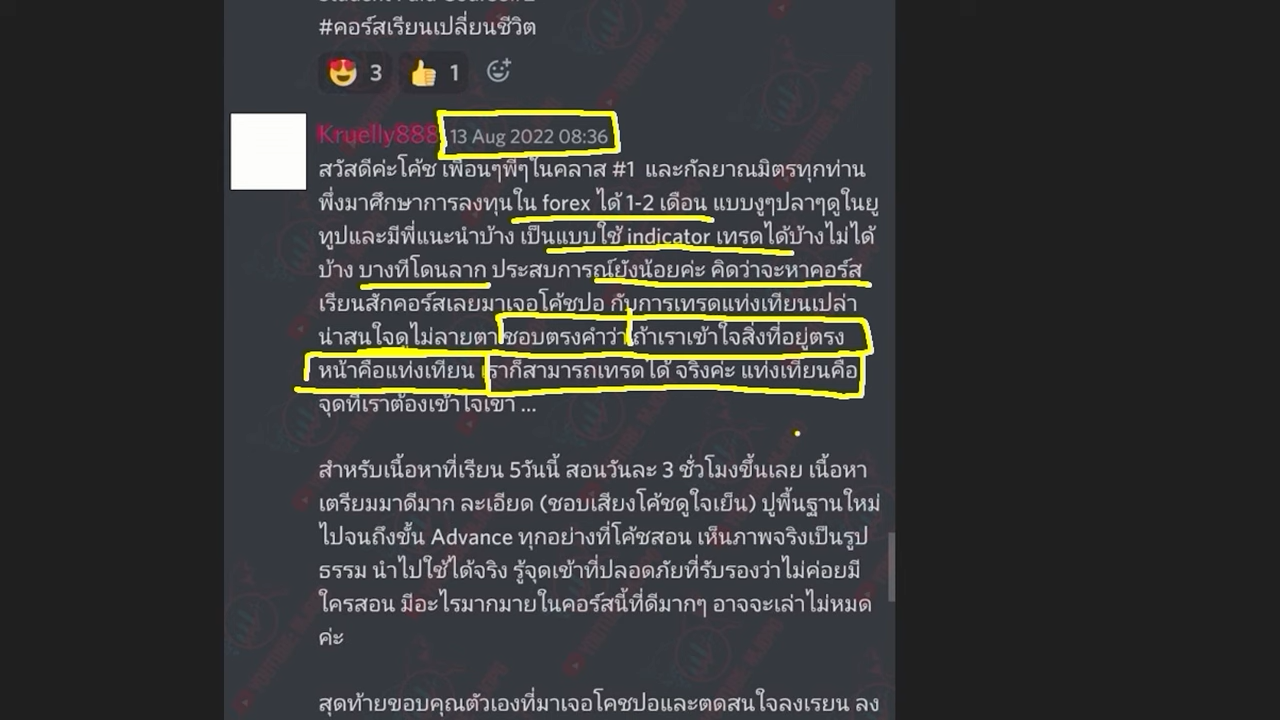 #คอร์สเรียนเปลี่ยนชีวิต
3 1
Kruelly888 13 Aug 2022 08:36
สวัสดีค่ะโค้ช เพื่อนๆพี่ๆในคลาส #1 และกัลยาณมิตรทุกท่าน
พึ่งมาศึกษาการลงทุนใน forex ได้ 1-2 เดือน แบบงูๆปลาๆดูในยู
ทูปและมีพี่แนะนำบ้าง เป็นแบบใช้ indicator เทรดได้บ้างไม่ได้
บ้าง บางทีโดนลาก ประสบการณ์ยังน้อยค่ะ คิดว่าจะหาคอร์ส
เรียนสักคอร์สเลยมาเจอโค้ชปอ กับการเทรดแท่งเทียนเปล่า
น่าสนใจดูไม่ลายตา ชอบตรงคำว่า ถ้าเราเข้าใจสิ่งที่อยู่ตรง
หน้าคือแท่งเทียน เราก็สามารถเทรดได้ จริงค่ะ แท่งเทียนคือ
จุดที่เราต้องเข้าใจเขา ...
สำหรับเนื้อหาที่เรียน 5วันนี้ สอนวันละ 3 ชั่วโมงขึ้นเลย เนื้อหา
เตรียมมาดีมาก ละเอียด (ชอบเสียงโค้ชดูใจเย็น) ปูพื้นฐานใหม่
ไปจนถึงขั้น Advance ทุกอย่างที่โค้ชสอน เห็นภาพจริงเป็นรูป
ธรรม นำไปใช้ได้จริง รู้จุดเข้าที่ปลอดภัยที่รับรองว่าไม่ค่อยมี
ใครสอน มีอะไรมากมายในคอร์สนี้ที่ดีมากๆ อาจจะเล่าไม่หมด
ค่ะ
สุดท้ายขอบคุณตัวเองที่มาเจอโค้ชปอและตัดสินใจลงเรียน ลง